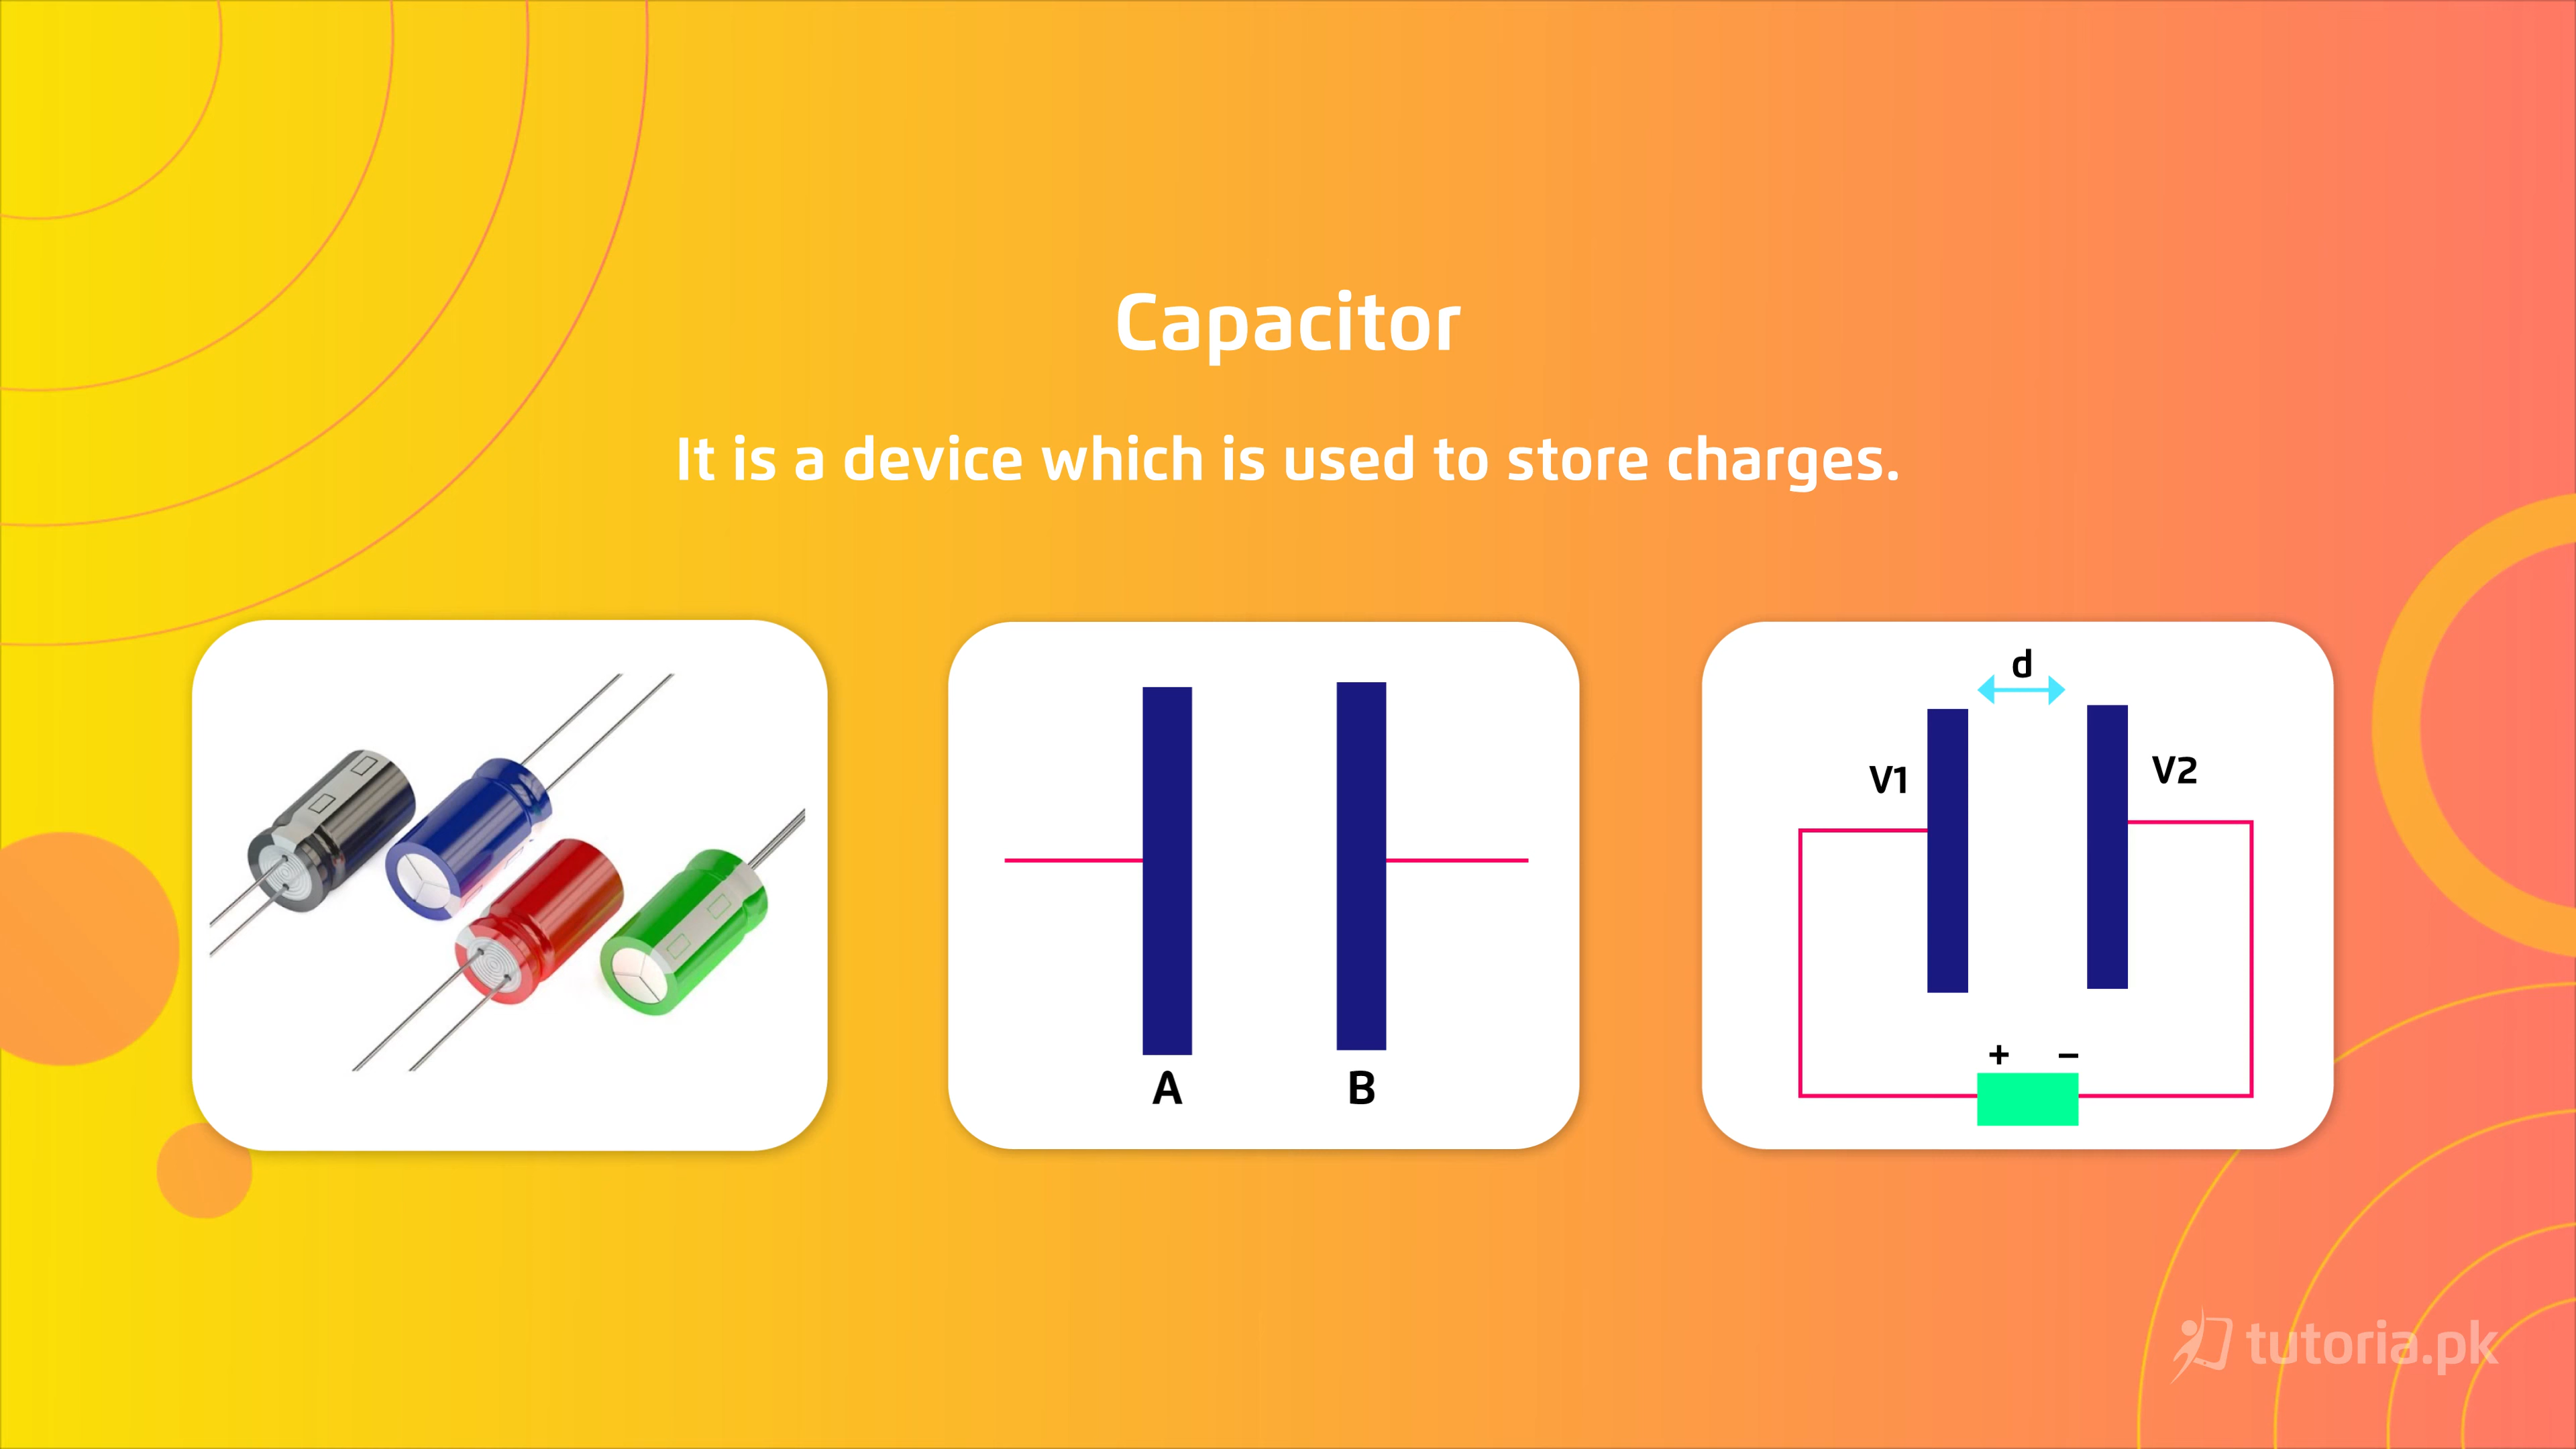 Capacitor
It is a device which is used to store charges.
A
B
d
V1
V2
+ −
tutoria.pk